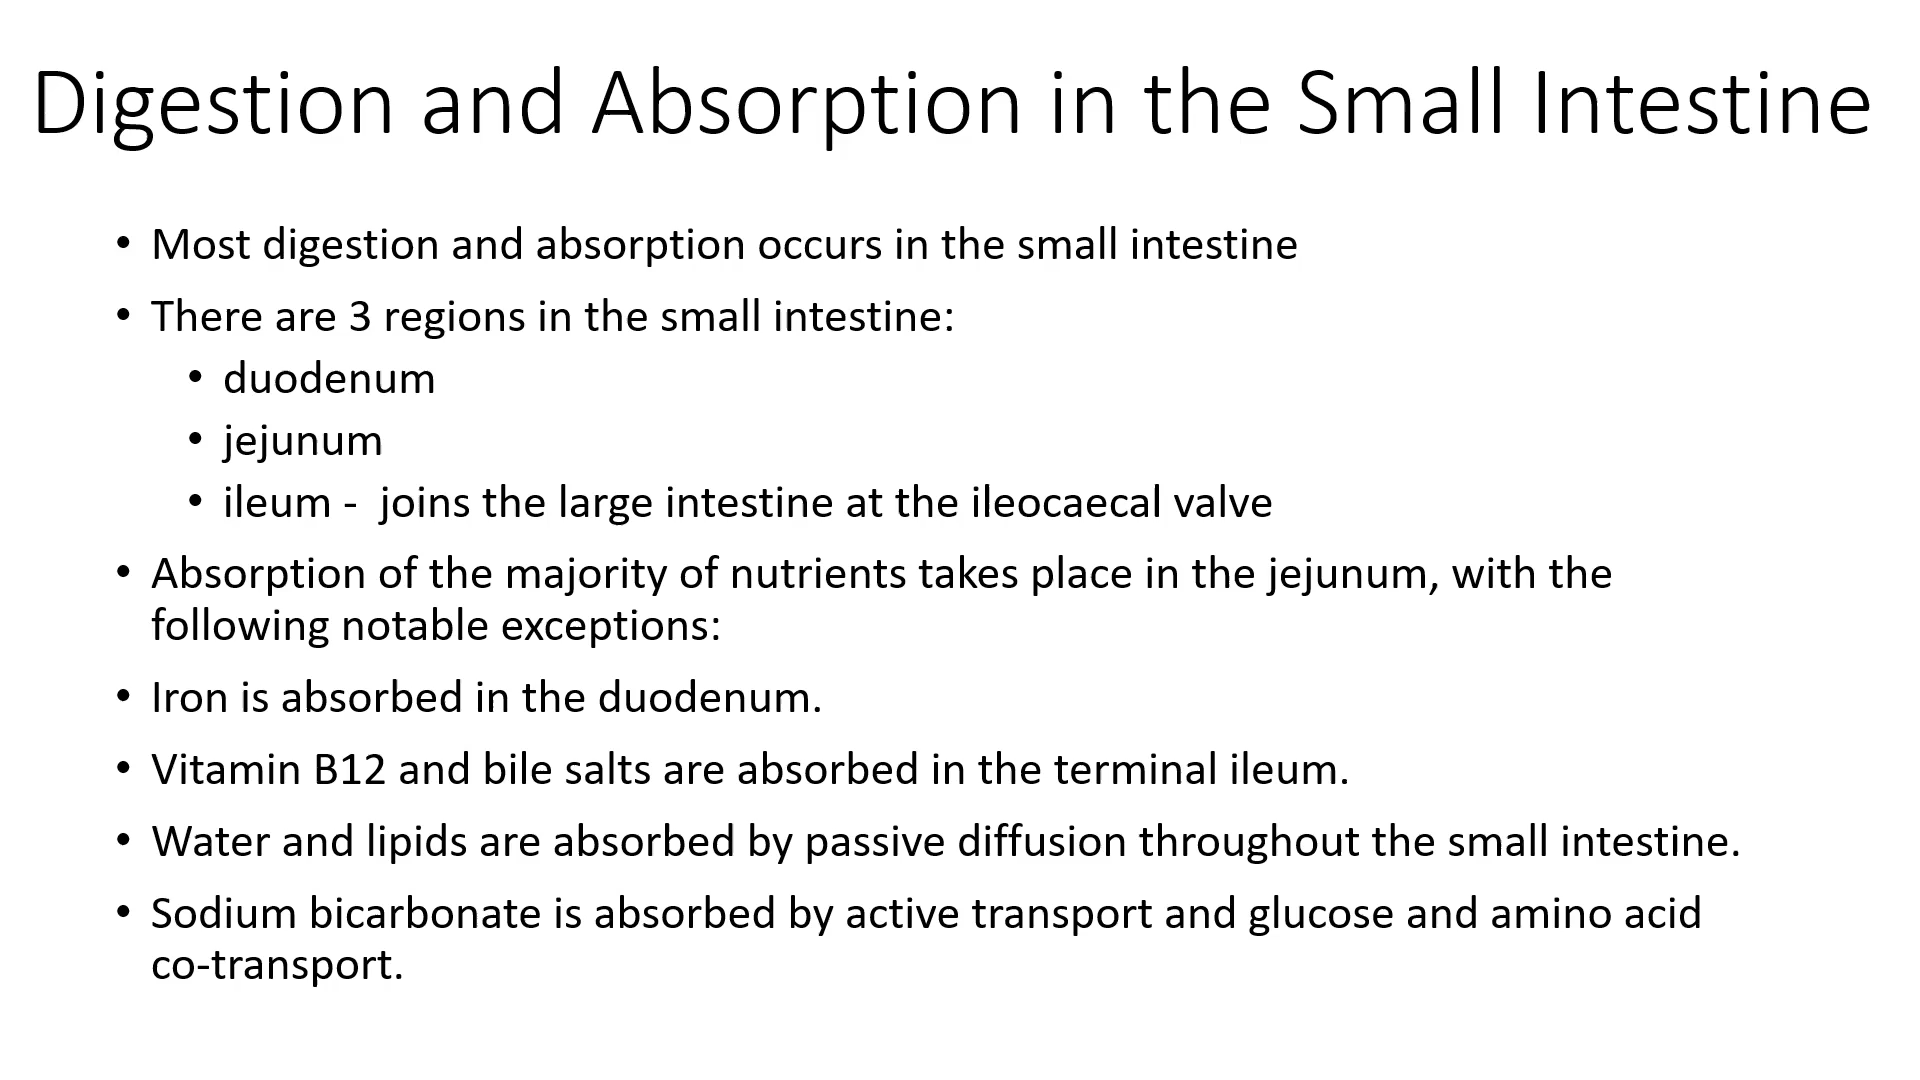 Digestion and Absorption in the Small Intestine
• Most digestion and absorption occurs in the small intestine
• There are 3 regions in the small intestine:
• duodenum
• jejunum
• ileum -  joins the large intestine at the ileocaecal valve
• Absorption of the majority of nutrients takes place in the jejunum, with the
following notable exceptions:
• Iron is absorbed in the duodenum.
• Vitamin B12 and bile salts are absorbed in the terminal ileum.
• Water and lipids are absorbed by passive diffusion throughout the small intestine.
• Sodium bicarbonate is absorbed by active transport and glucose and amino acid
co-transport.